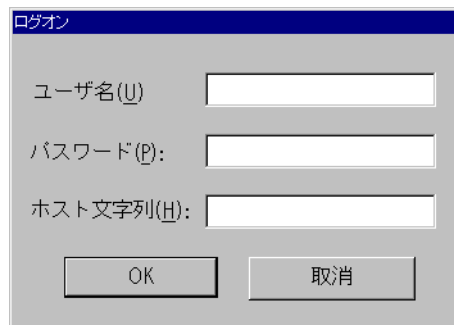 ログオン
ユーザ名(U)
パスワード(P):
ホスト文字列(H):
OK 取消